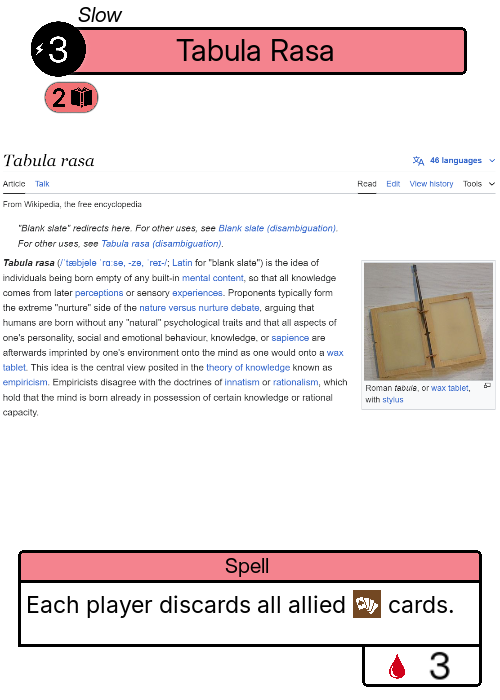 Slow
3
Tabula Rasa
2
Tabula rasa
46 languages
Article Talk Read Edit View history Tools
From Wikipedia, the free encyclopedia
"Blank slate" redirects here. For other uses, see Blank slate (disambiguation).
For other uses, see Tabula rasa (disambiguation).
Tabula rasa (/ˈtæbjələ ˈrɑːsə, -zə, ˈreɪ-/; Latin for "blank slate") is the idea of
individuals being born empty of any built-in mental content, so that all knowledge
comes from later perceptions or sensory experiences. Proponents typically form
the extreme "nurture" side of the nature versus nurture debate, arguing that
humans are born without any "natural" psychological traits and that all aspects of
one's personality, social and emotional behaviour, knowledge, or sapience are
afterwards imprinted by one's environment onto the mind as one would onto a wax
tablet. This idea is the central view posited in the theory of knowledge known as
empiricism. Empiricists disagree with the doctrines of innatism or rationalism, which
hold that the mind is born already in possession of certain knowledge or rational
capacity.
Roman tabula, or wax tablet,
with stylus
Spell
Each player discards all allied cards.
3